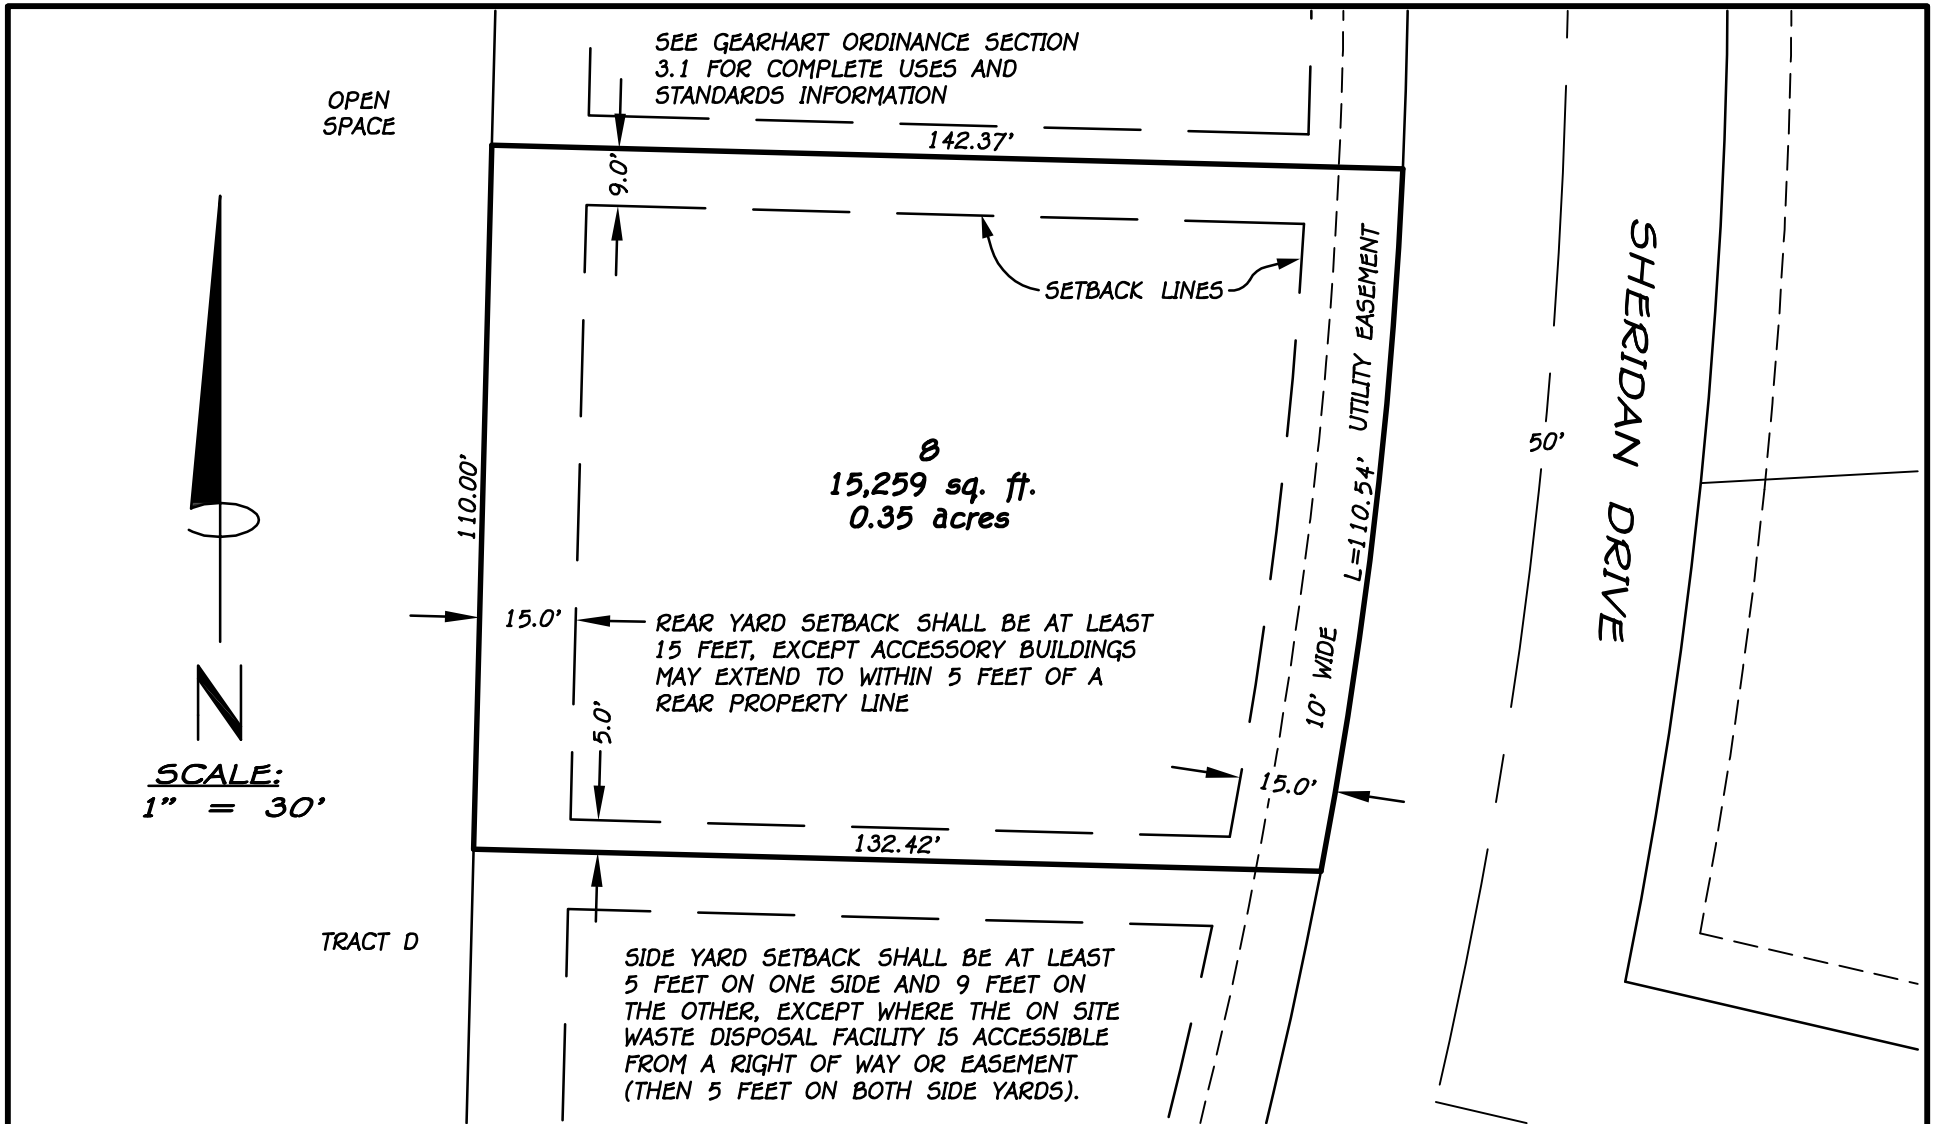 SEE GEARHART ORDINANCE SECTION
3.1 FOR COMPLETE USES AND
STANDARDS INFORMATION
OPEN
SPACE
142.37'
9.0'
SETBACK LINES
UTILITY EASEMENT
SHERIDAN DRIVE
50'
8
15,259 sq. ft.
0.35 acres
110.00'
L=110.54'
15.0'
REAR YARD SETBACK SHALL BE AT LEAST
15 FEET, EXCEPT ACCESSORY BUILDINGS
MAY EXTEND TO WITHIN 5 FEET OF A
REAR PROPERTY LINE
10' WIDE
5.0'
N
SCALE:
1" = 30'
15.0'
132.42'
TRACT D
SIDE YARD SETBACK SHALL BE AT LEAST
5 FEET ON ONE SIDE AND 9 FEET ON
THE OTHER, EXCEPT WHERE THE ON SITE
WASTE DISPOSAL FACILITY IS ACCESSIBLE
FROM A RIGHT OF WAY OR EASEMENT
(THEN 5 FEET ON BOTH SIDE YARDS).